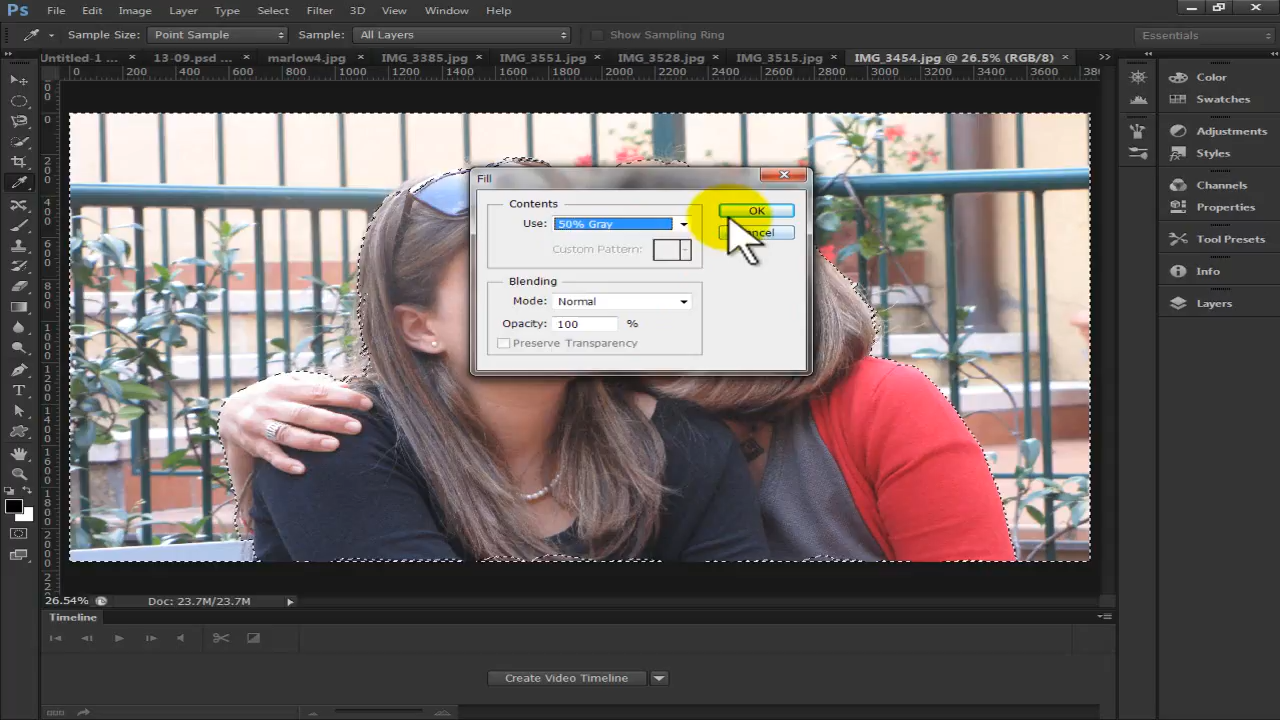 Ps File Edit Image Layer Type Select Filter 3D View Window Help
Sample Size: Point Sample Sample: All Layers Show Sampling Ring Essentials
Untitled-1 ... × 13-09.psd ... × marlow4.jpg × IMG_3385.jpg × IMG_3551.jpg × IMG_3528.jpg × IMG_3515.jpg × IMG_3454.jpg @ 26.5% (RGB/8) ×
0 200 400 600 800 1000 1200 1400 1600 1800 2000 2200 2400 2600 2800 3000 3200 3400 3600
Color
Swatches
Adjustments
Styles
Channels
Properties
Tool Presets
Info
Layers
Fill
Contents
Use: 50% Gray
Custom Pattern:
OK
Blending
Mode: Normal
Opacity: 100 %
Preserve Transparency
26.54% Doc: 23.7M/23.7M
Timeline
Create Video Timeline